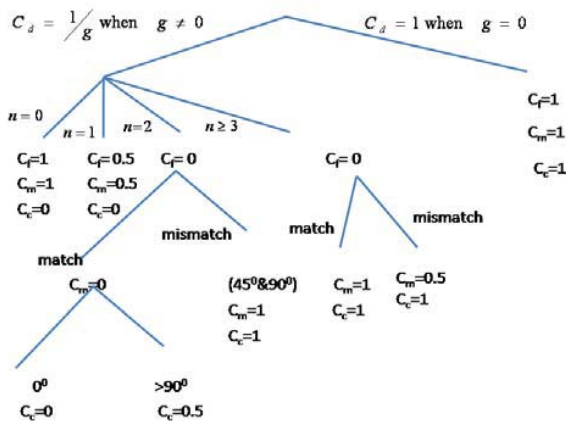 C_d = 1/g when g ≠ 0
C_d = 1 when g = 0
n = 0
n = 1
n=2
n ≥ 3
C_f=1
C_m=1
C_c=1
C_f=1
C_m=1
C_c=0
C_f=0.5
C_m=0.5
C_c=0
C_f=0
C_f= 0
match
mismatch
match
mismatch
C_m=0
(45⁰&90⁰)
C_m=1
C_c=1
C_m=1
C_c=1
C_m=0.5
C_c=1
0⁰
C_c=0
>90⁰
C_c=0.5